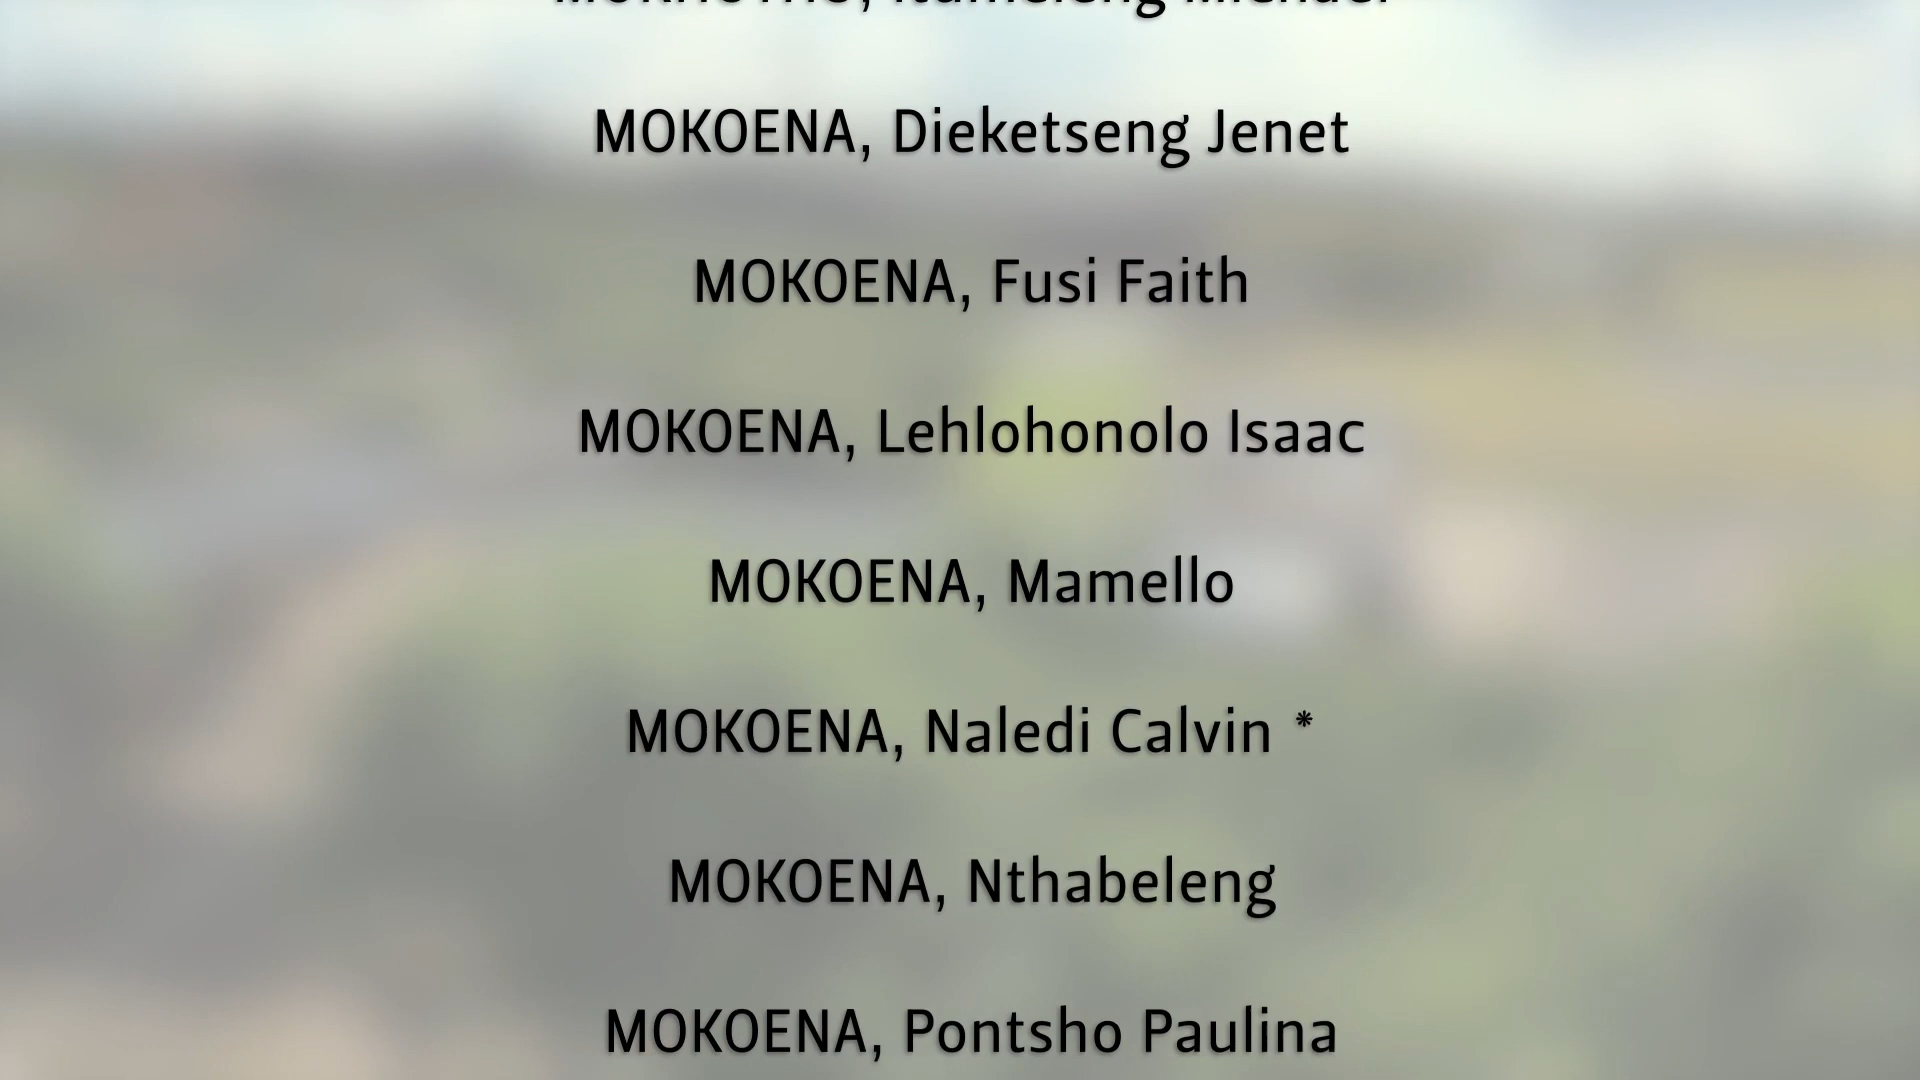 MOKOENA, Dieketseng Jenet
MOKOENA, Fusi Faith
MOKOENA, Lehlohonolo Isaac
MOKOENA, Mamello
MOKOENA, Naledi Calvin *
MOKOENA, Nthabeleng
MOKOENA, Pontsho Paulina